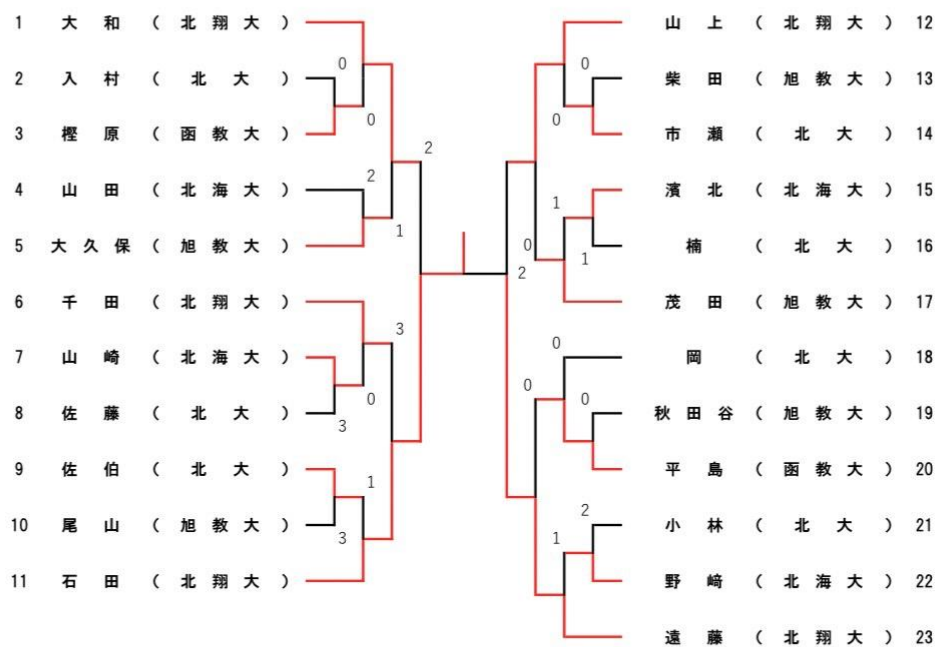 1 大和 (北翔大)
2 入村 (北大)
3 樫原 (函教大)
4 山田 (北海大)
5 大久保 (旭教大)
6 千田 (北翔大)
7 山崎 (北海大)
8 佐藤 (北大)
9 佐伯 (北大)
10 尾山 (旭教大)
11 石田 (北翔大)
0
0
2
2
1
3
0
3
1
3
0
0
1
0
1
2
0
0
0
2
1
山上 (北翔大) 12
柴田 (旭教大) 13
市瀬 (北大) 14
濱北 (北海大) 15
楠 (北大) 16
茂田 (旭教大) 17
岡 (北大) 18
秋田谷 (旭教大) 19
平島 (函教大) 20
小林 (北大) 21
野﨑 (北海大) 22
遠藤 (北翔大) 23